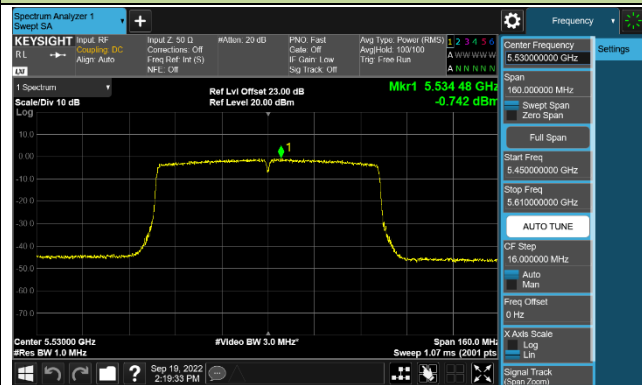 Spectrum Analyzer 1
Swept SA
Frequency
KEYSIGHT Input: RF
RL
Coupling: DC
Align: Auto
LXI
Input Z: 50 Ω
Corrections: Off
Freq Ref: Int (S)
NFE: Off
#Atten: 20 dB
PNO: Fast
Gate: Off
IF Gain: Low
Sig Track: Off
Avg Type: Power (RMS)
Avg|Hold: 100/100
Trig: Free Run
1 2 3 4 5 6
A W W W W W
A N N N N N
Center Frequency
5.530000000 GHz
Settings
Span
160.000000 MHz
Swept Span
Zero Span
Full Span
Start Freq
5.450000000 GHz
Stop Freq
5.610000000 GHz
AUTO TUNE
CF Step
16.000000 MHz
Auto
Man
Freq Offset
0 Hz
X Axis Scale
Log
Lin
Signal Track
(Span Zoom)
1 Spectrum
Scale/Div 10 dB
Log
Ref Lvl Offset 23.00 dB
Ref Level 20.00 dBm
Mkr1 5.534 48 GHz
-0.742 dBm
10.0
0.00
-10.0
-20.0
-30.0
-40.0
-50.0
-60.0
-70.0
1
Center 5.53000 GHz
#Res BW 1.0 MHz
#Video BW 3.0 MHz*
Span 160.0 MHz
Sweep 1.07 ms (2001 pts)
Sep 19, 2022
2:19:33 PM